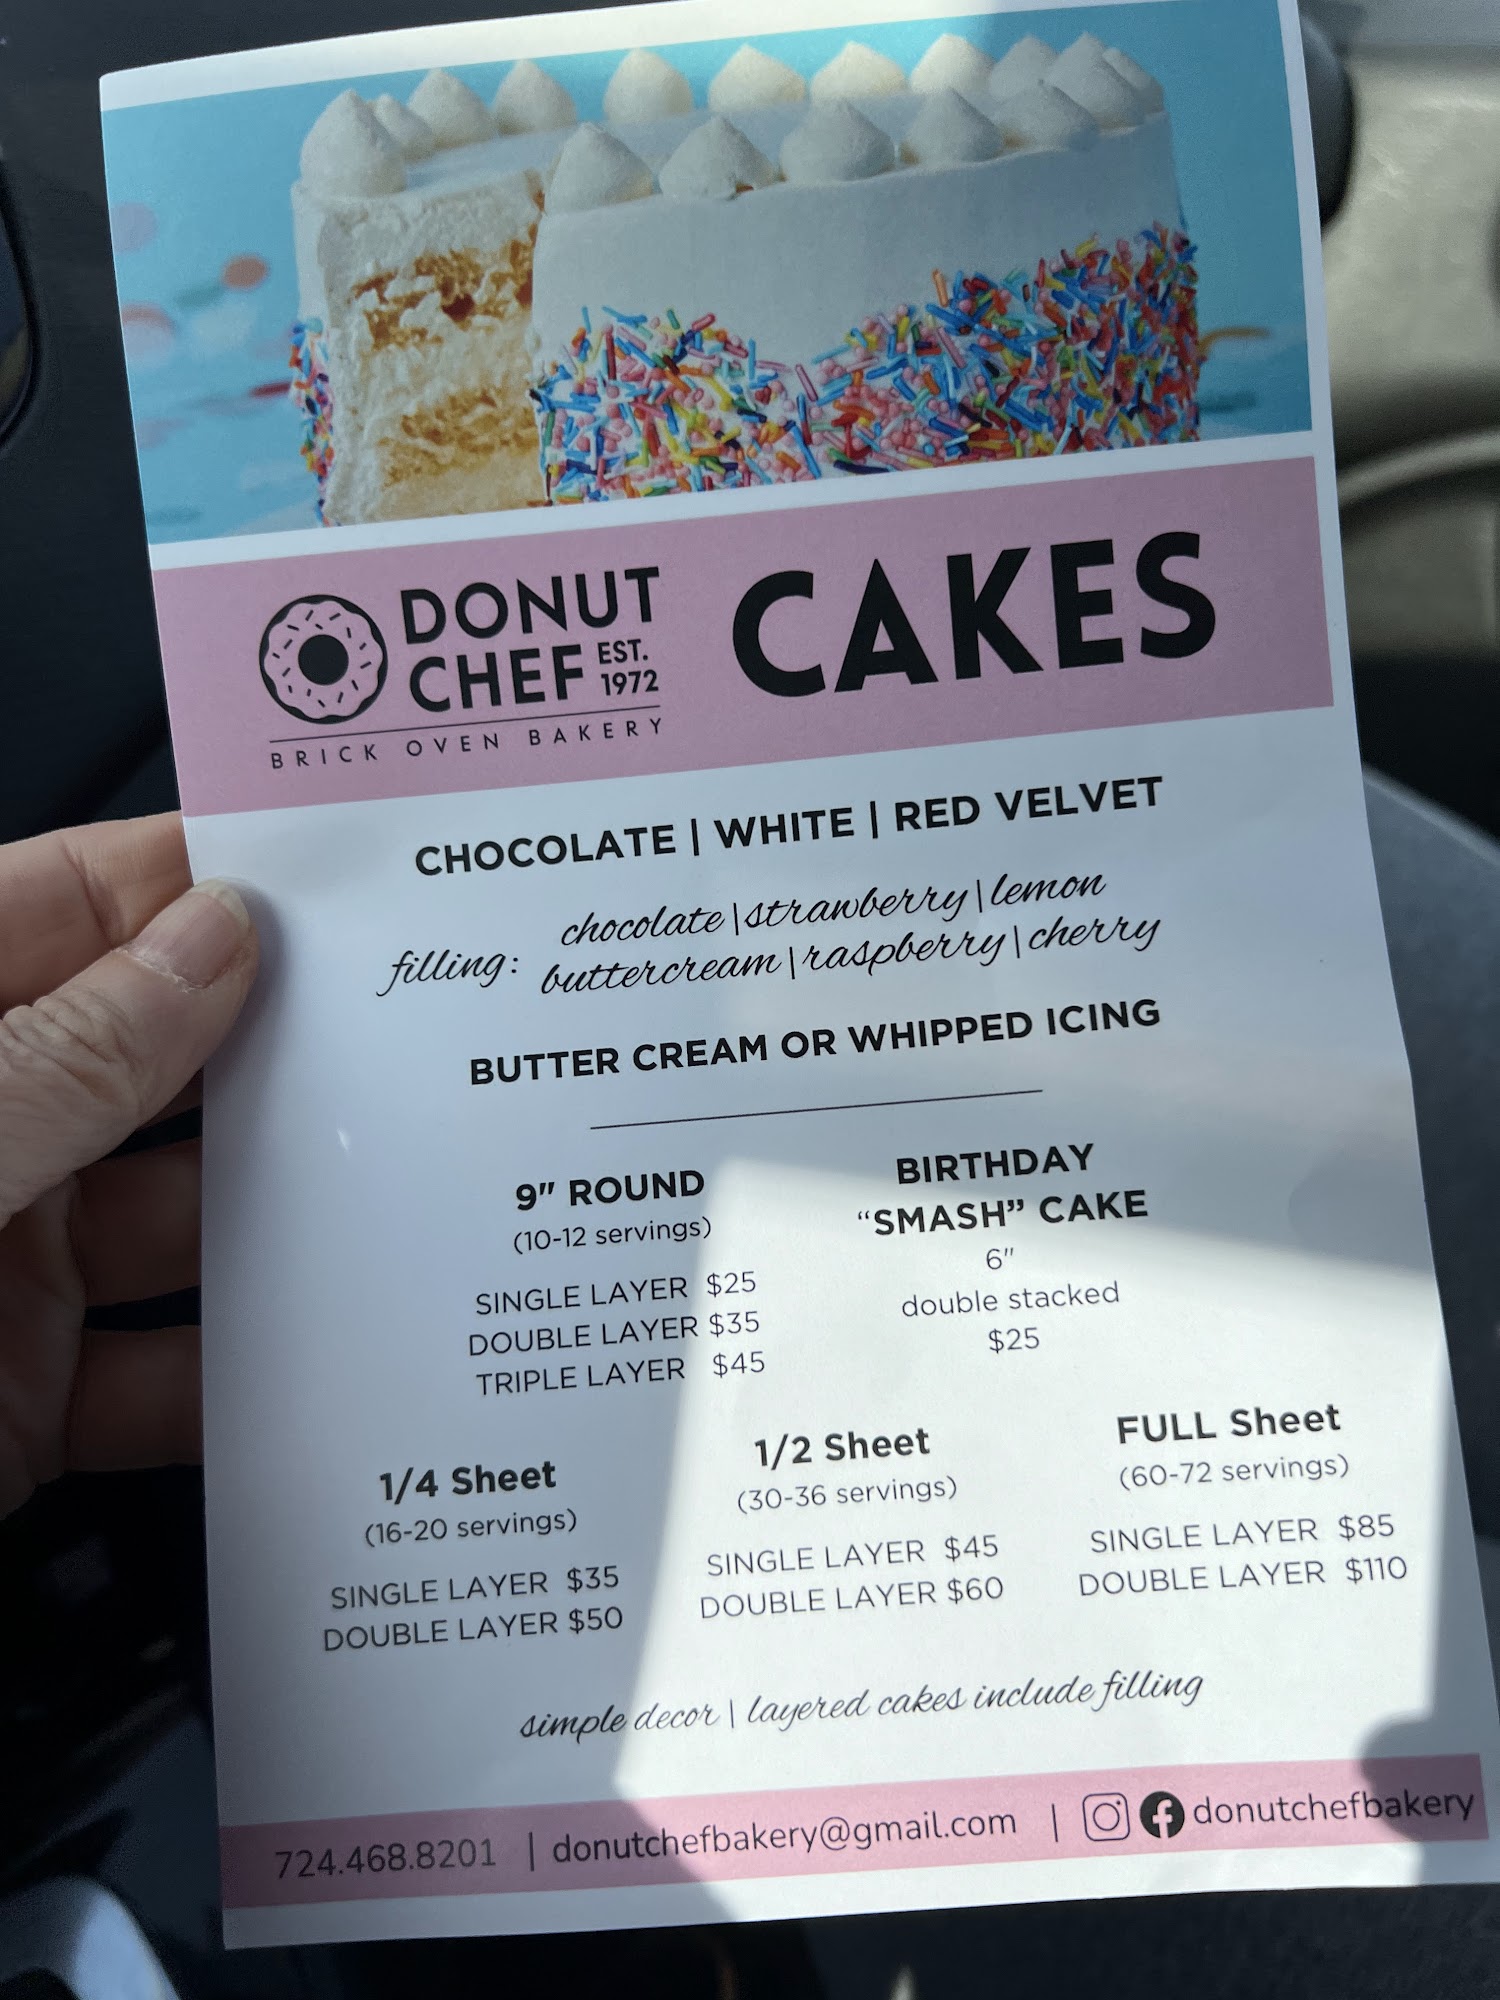 DONUT
CHEF EST. 1972
BRICK OVEN BAKERY
CAKES
CHOCOLATE | WHITE | RED VELVET
filling: chocolate | strawberry | lemon
buttercream | raspberry | cherry
BUTTER CREAM OR WHIPPED ICING
9" ROUND
(10-12 servings)
SINGLE LAYER $25
DOUBLE LAYER $35
TRIPLE LAYER $45
BIRTHDAY
“SMASH” CAKE
6"
double stacked
$25
1/4 Sheet
(16-20 servings)
SINGLE LAYER $35
DOUBLE LAYER $50
1/2 Sheet
(30-36 servings)
SINGLE LAYER $45
DOUBLE LAYER $60
FULL Sheet
(60-72 servings)
SINGLE LAYER $85
DOUBLE LAYER $110
simple decor | layered cakes include filling
724.468.8201 | donutchefbakery@gmail.com | donutchefbakery